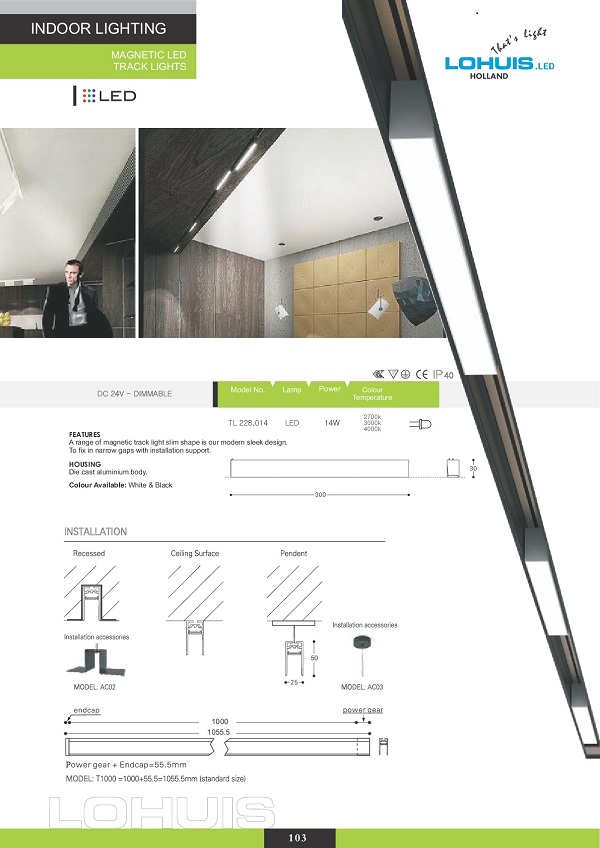 INDOOR LIGHTING
MAGNETIC LED
TRACK LIGHTS
LED
That's light
LOHUIS.LED
HOLLAND
CE IP40
DC 24V - DIMMABLE
Model No. Lamp Power Colour
Temperature
TL 228.014 LED 14W 2700k
3000k
4000k
FEATURES
A range of magnetic track light slim shape is our modern sleek design.
To fix in narrow gaps with installation support.
HOUSING
Die cast aluminium body.
Colour Available: White & Black
30
300
INSTALLATION
Recessed Ceiling Surface Pendent
Installation accessories
MODEL: AC02
50
25
Installation accessories
MODEL: AC03
endcap power gear
1000
1055.5
Power gear + Endcap=55.5mm
MODEL: T1000 =1000+55.5=1055.5mm (standard size)
LOHUIS
103